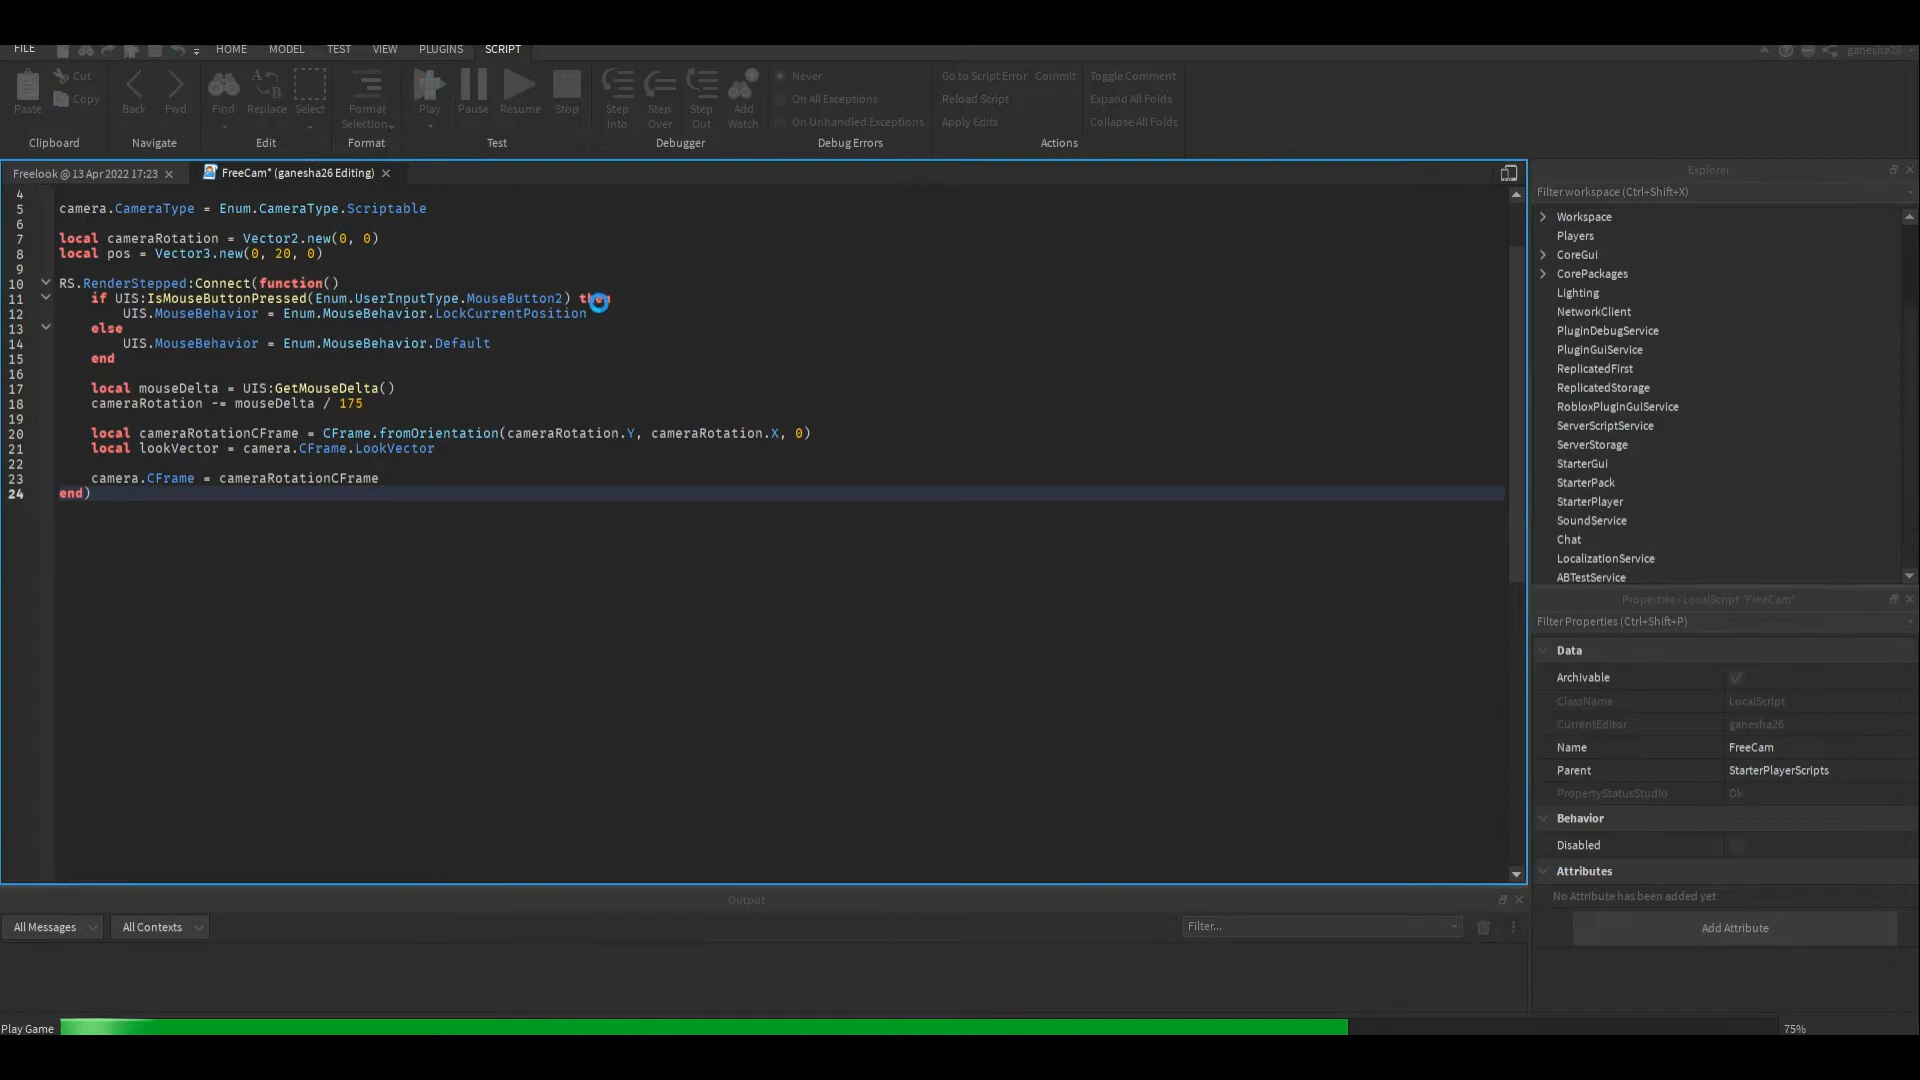 FILE HOME MODEL TEST VIEW PLUGINS SCRIPT ganesha26
Paste Cut Copy Clipboard
Back Fwd Navigate
Find Replace Select Edit
Format Selection Format
Play Pause Resume Stop Test
Step Into Step Over Step Out Add Watch Debugger
Never
On All Exceptions
On Unhandled Exceptions
Debug Errors
Go to Script Error Commit
Reload Script
Apply Edits
Toggle Comment
Expand All Folds
Collapse All Folds
Actions
Freelook @ 13 Apr 2022 17:23 FreeCam* (ganesha26 Editing)
4
5 camera.CameraType = Enum.CameraType.Scriptable
6
7 local cameraRotation = Vector2.new(0, 0)
8 local pos = Vector3.new(0, 20, 0)
9
10 RS.RenderStepped:Connect(function()
11 if UIS:IsMouseButtonPressed(Enum.UserInputType.MouseButton2) then
12 UIS.MouseBehavior = Enum.MouseBehavior.LockCurrentPosition
13 else
14 UIS.MouseBehavior = Enum.MouseBehavior.Default
15 end
16
17 local mouseDelta = UIS:GetMouseDelta()
18 cameraRotation -= mouseDelta / 175
19
20 local cameraRotationCFrame = CFrame.fromOrientation(cameraRotation.Y, cameraRotation.X, 0)
21 local lookVector = camera.CFrame.LookVector
22
23 camera.CFrame = cameraRotationCFrame
24 end)
Explorer
Filter workspace (Ctrl+Shift+X)
Workspace
Players
CoreGui
CorePackages
Lighting
NetworkClient
PluginDebugService
PluginGuiService
ReplicatedFirst
ReplicatedStorage
RobloxPluginGuiService
ServerScriptService
ServerStorage
StarterGui
StarterPack
StarterPlayer
SoundService
Chat
LocalizationService
ABTestService
Properties - LocalScript "FreeCam"
Filter Properties (Ctrl+Shift+P)
Data
Archivable
ClassName LocalScript
CurrentEditor ganesha26
Name FreeCam
Parent StarterPlayerScripts
PropertyStatusStudio Ok
Behavior
Disabled
Attributes
No Attribute has been added yet
Add Attribute
Output
All Messages All Contexts Filter...
Play Game 75%